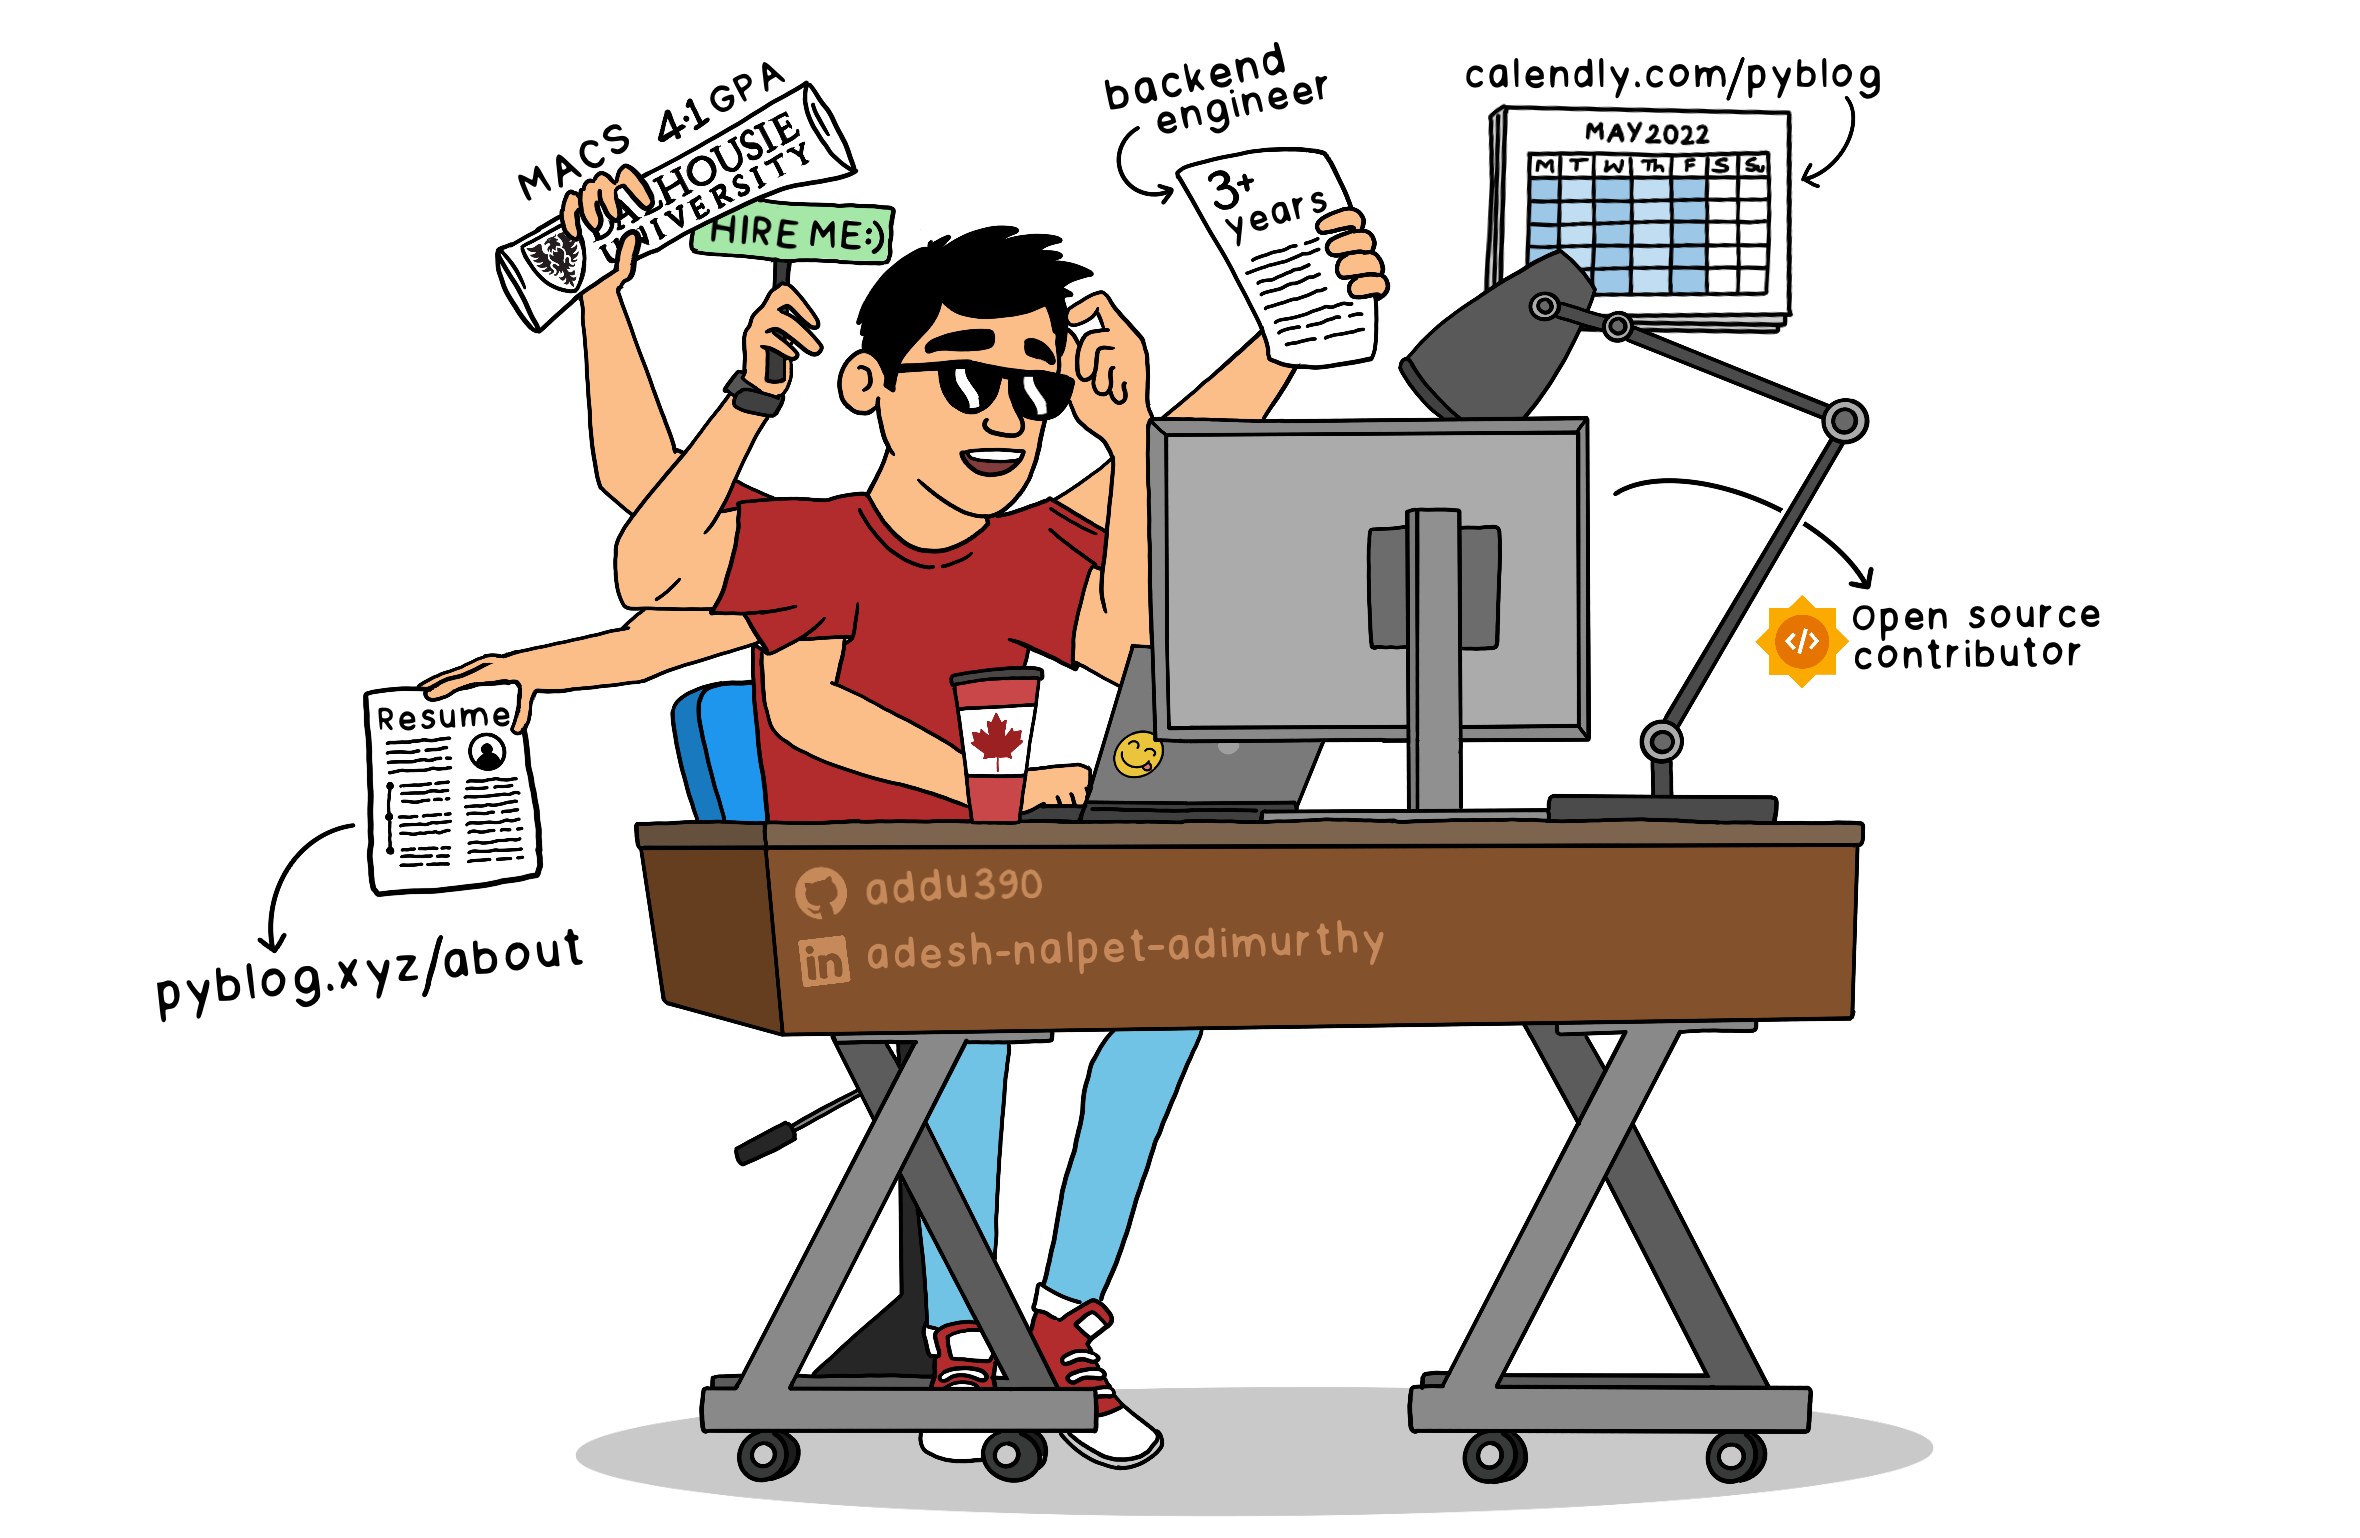 MACS 4.1 GPA
DALHOUSIE
UNIVERSITY
HIRE ME:)
backend
engineer
3+
years
calendly.com/pyblog
MAY 2022
M T W Th F S Su
</>
Open source
contributor
Resume
pyblog.xyz/about
addu390
in
adesh-nalpet-adimurthy